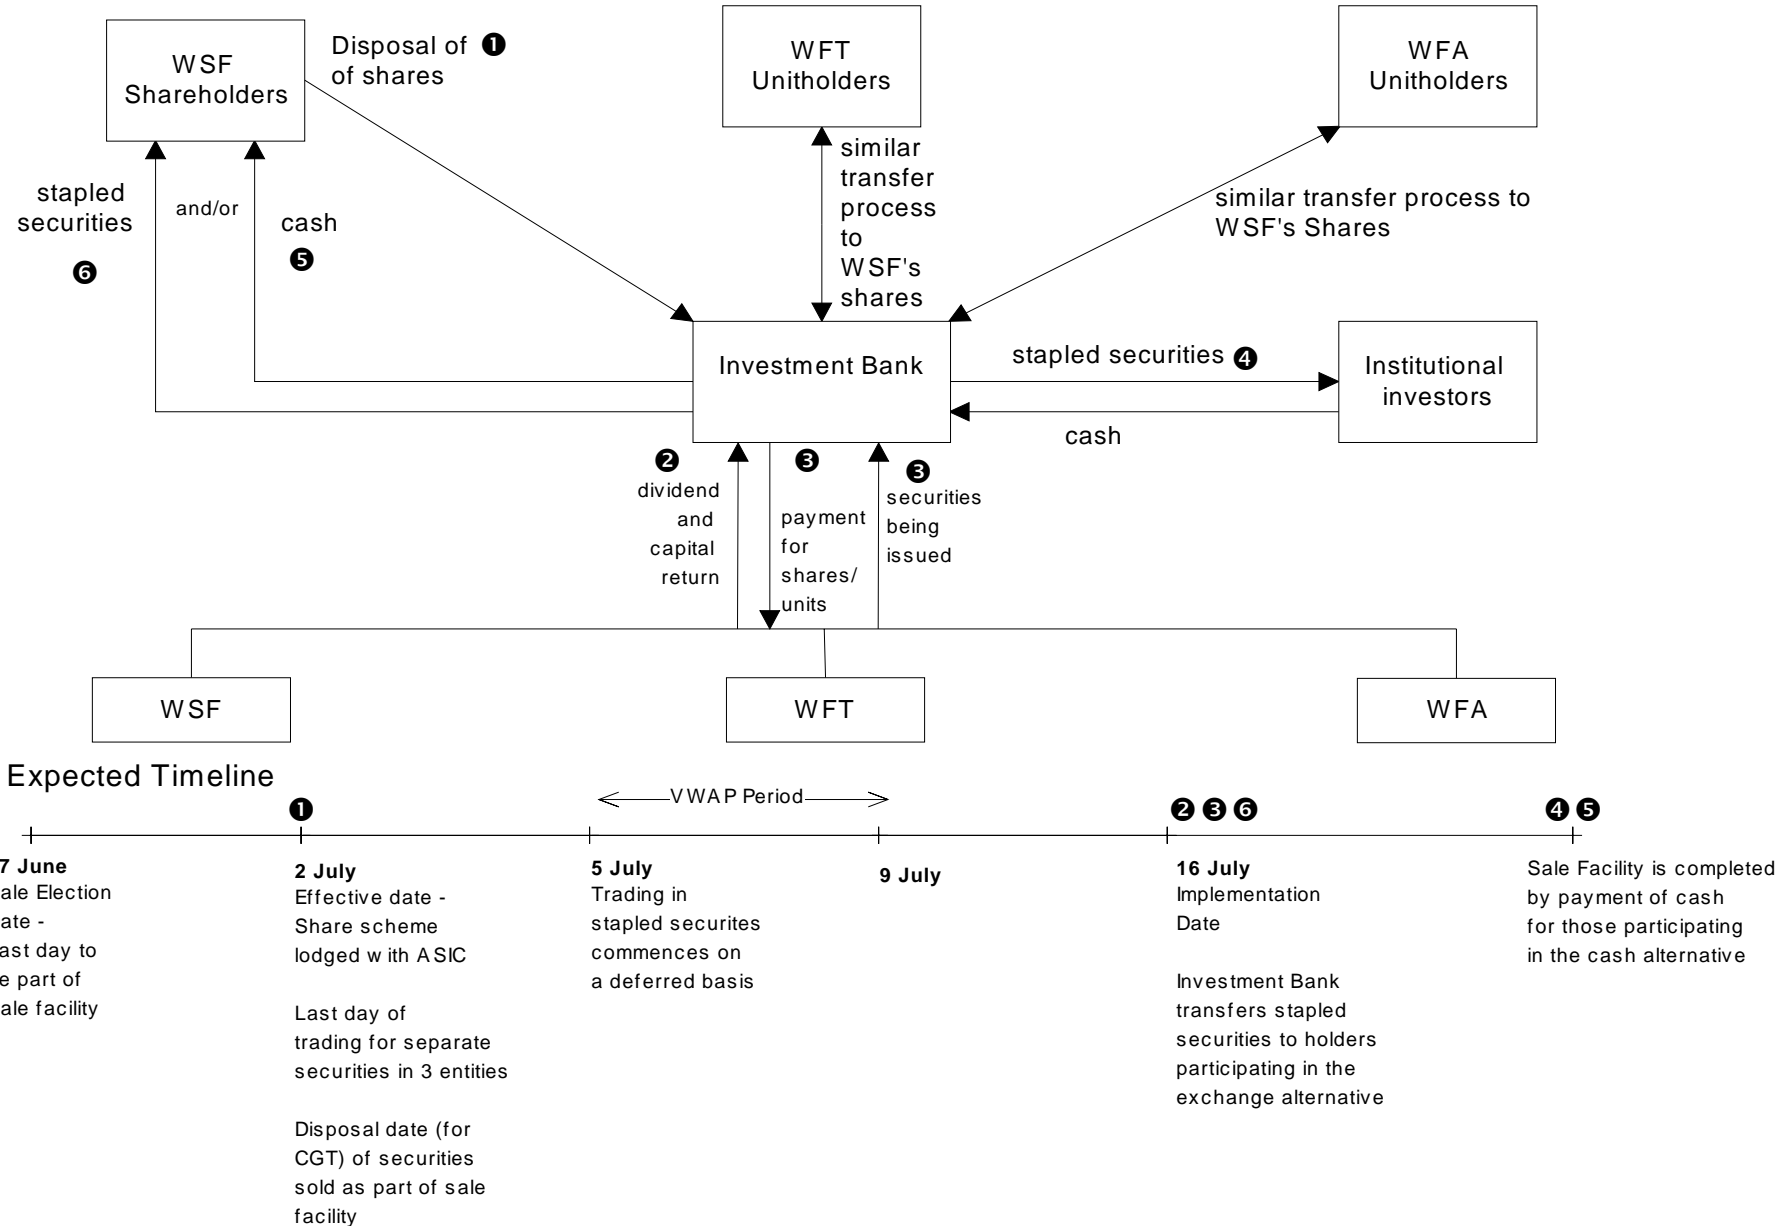 WSF
Shareholders
Disposal of ❶
of shares
WFT
Unitholders
WFA
Unitholders
stapled
securities
❻
and/or
cash
❺
similar
transfer
process
to
WSF's
shares
similar transfer process to
WSF's Shares
Investment Bank
stapled securities ❹
cash
Institutional
investors
❷
dividend
and
capital
return
❸
payment
for
shares/
units
❸
securities
being
issued
WSF
WFT
WFA
Expected Timeline
❶
VWAP Period
❷ ❸ ❻
❹ ❺
7 June
ale Election
ate -
ast day to
e part of
ale facility
2 July
Effective date -
Share scheme
lodged with ASIC
Last day of
trading for separate
securities in 3 entities
Disposal date (for
CGT) of securities
sold as part of sale
facility
5 July
Trading in
stapled securites
commences on
a deferred basis
9 July
16 July
Implementation
Date
Investment Bank
transfers stapled
securities to holders
participating in the
exchange alternative
Sale Facility is completed
by payment of cash
for those participating
in the cash alternative